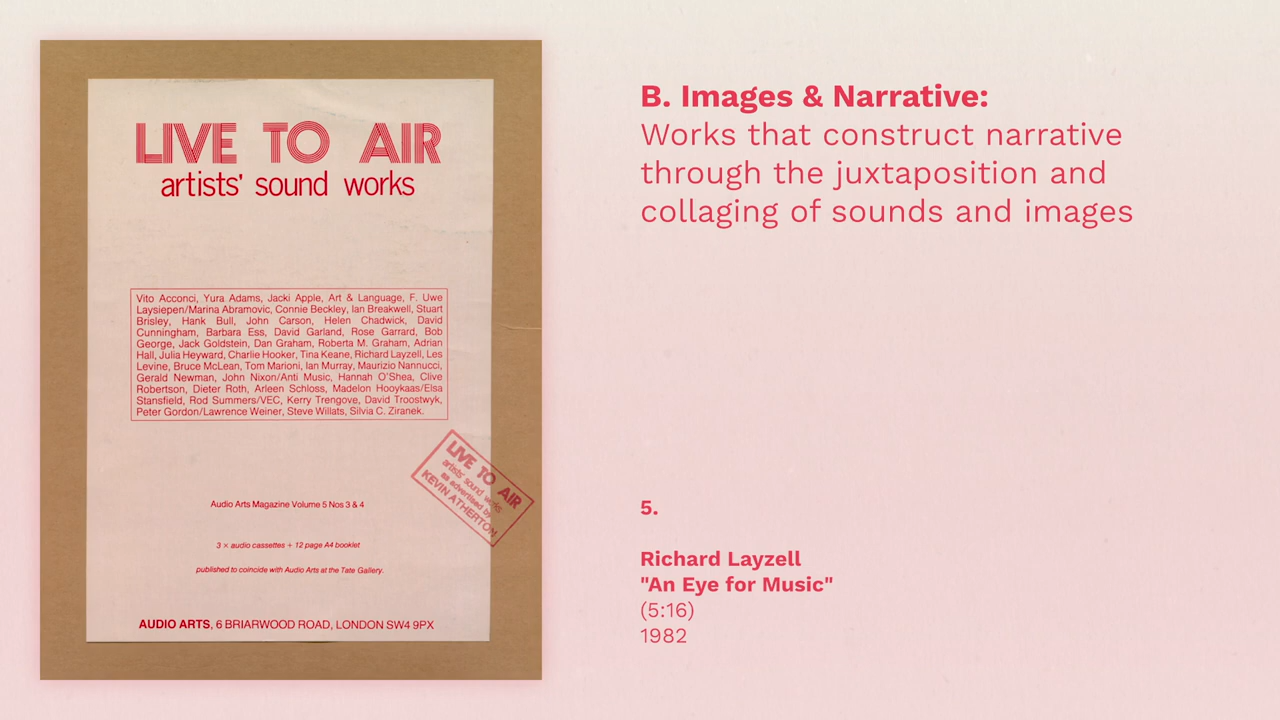 LIVE TO AIR
artists' sound works
Vito Acconci, Yura Adams, Jacki Apple, Art & Language, F. Uwe
Laysiepen/Marina Abramovic, Connie Beckley, Ian Breakwell, Stuart
Brisley, Hank Bull, John Carson, Helen Chadwick, David
Cunningham, Barbara Ess, David Garland, Rose Garrard, Bob
George, Jack Goldstein, Dan Graham, Roberta M. Graham, Adrian
Hall, Julia Heyward, Charlie Hooker, Tina Keane, Richard Layzell, Les
Levine, Bruce McLean, Tom Marioni, Ian Murray, Maurizio Nannucci,
Gerald Newman, John Nixon/Anti Music, Hannah O'Shea, Clive
Robertson, Dieter Roth, Arleen Schloss, Madelon Hooykaas/Elsa
Stansfield, Rod Summers/VEC, Kerry Trengove, David Troostwyk,
Peter Gordon/Lawrence Weiner, Steve Willats, Silvia C. Ziranek.
LIVE TO AIR
artists' sound works
as advertised by
KEVIN ATHERTON
Audio Arts Magazine Volume 5 Nos 3 & 4
3 × audio cassettes + 12 page A4 booklet
published to coincide with Audio Arts at the Tate Gallery.
AUDIO ARTS, 6 BRIARWOOD ROAD, LONDON SW4 9PX
B. Images & Narrative:
Works that construct narrative
through the juxtaposition and
collaging of sounds and images
5.
Richard Layzell
"An Eye for Music"
(5:16)
1982